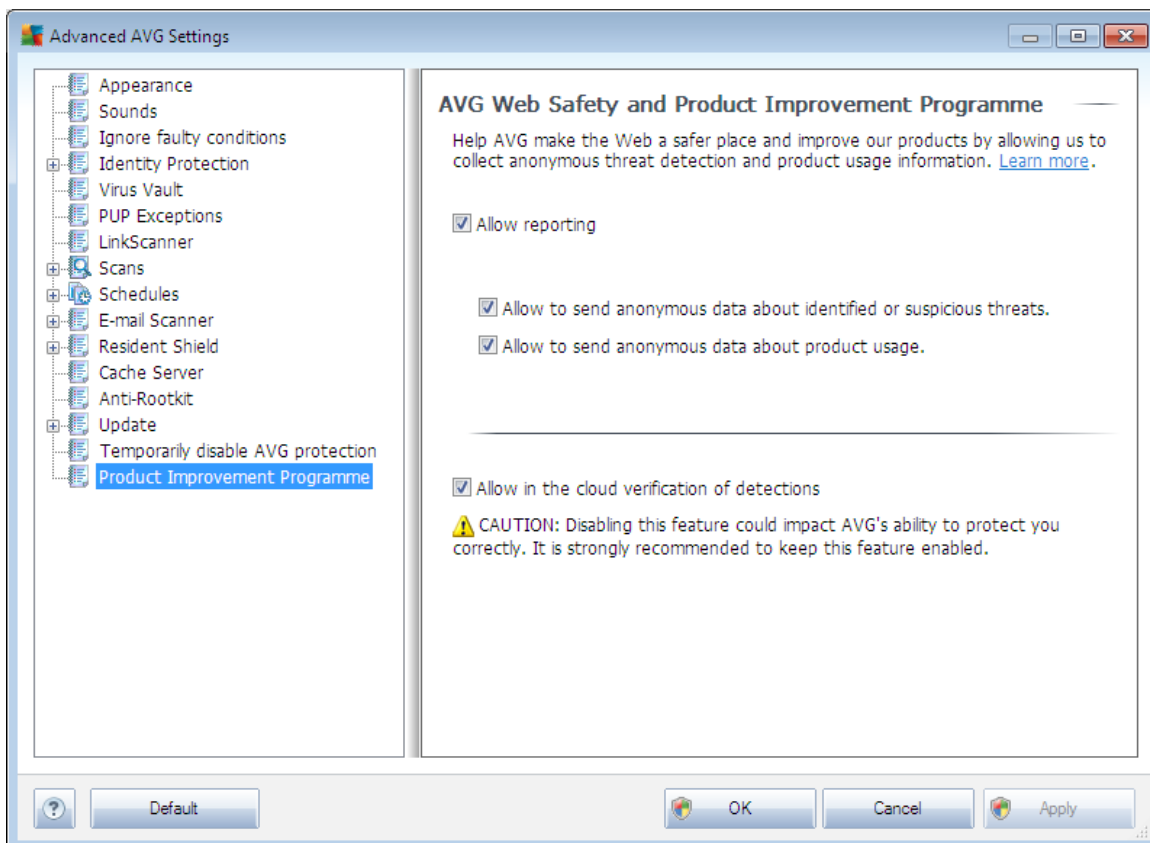 Advanced AVG Settings
Appearance
Sounds
Ignore faulty conditions
Identity Protection
Virus Vault
PUP Exceptions
LinkScanner
Scans
Schedules
E-mail Scanner
Resident Shield
Cache Server
Anti-Rootkit
Update
Temporarily disable AVG protection
Product Improvement Programme
AVG Web Safety and Product Improvement Programme
Help AVG make the Web a safer place and improve our products by allowing us to
collect anonymous threat detection and product usage information. Learn more.
Allow reporting
Allow to send anonymous data about identified or suspicious threats.
Allow to send anonymous data about product usage.
Allow in the cloud verification of detections
CAUTION: Disabling this feature could impact AVG's ability to protect you
correctly. It is strongly recommended to keep this feature enabled.
? Default OK Cancel Apply